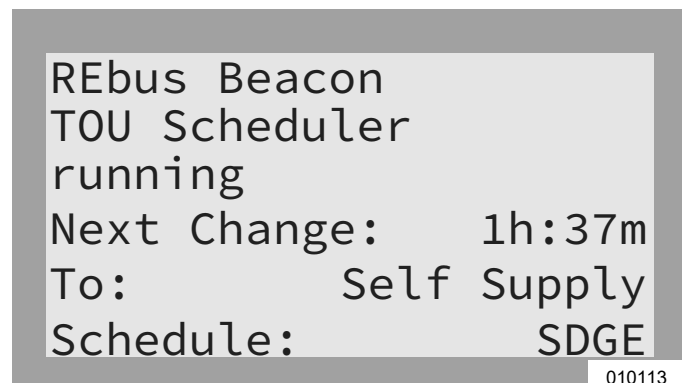 REbus Beacon
TOU Scheduler
running
Next Change: 1h:37m
To: Self Supply
Schedule: SDGE
010113